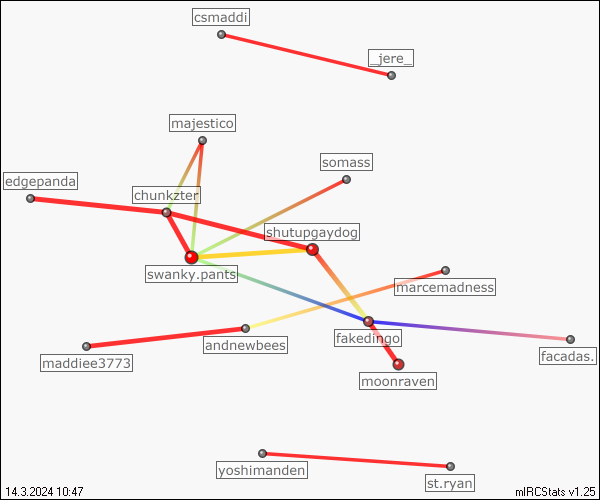 csmaddi
_jere_
majestico
somass
edgepanda
chunkzter
shutupgaydog
swanky.pants
marcemadness
fakedingo
andnewbees
facadas.
maddiee3773
moonraven
yoshimanden
st.ryan
14.3.2024 10:47
mIRCStats v1.25